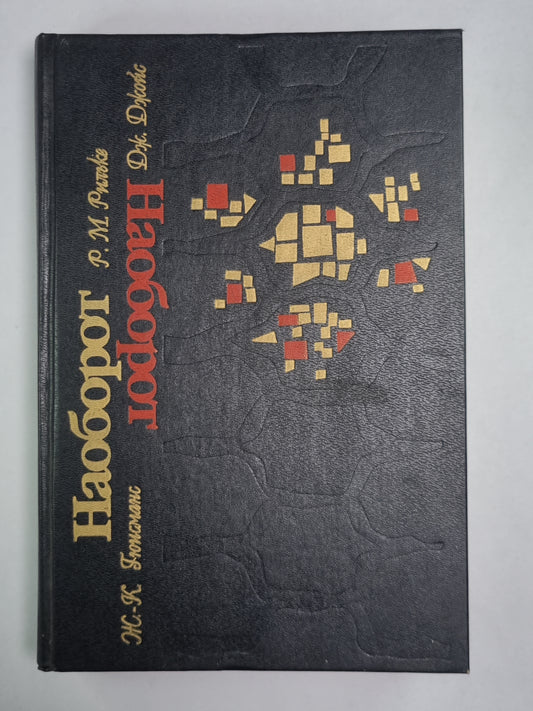 Наоборот
Р. М. Рильке
Ж.-К. Гюисманс
Наоборот
Дж. Джойс